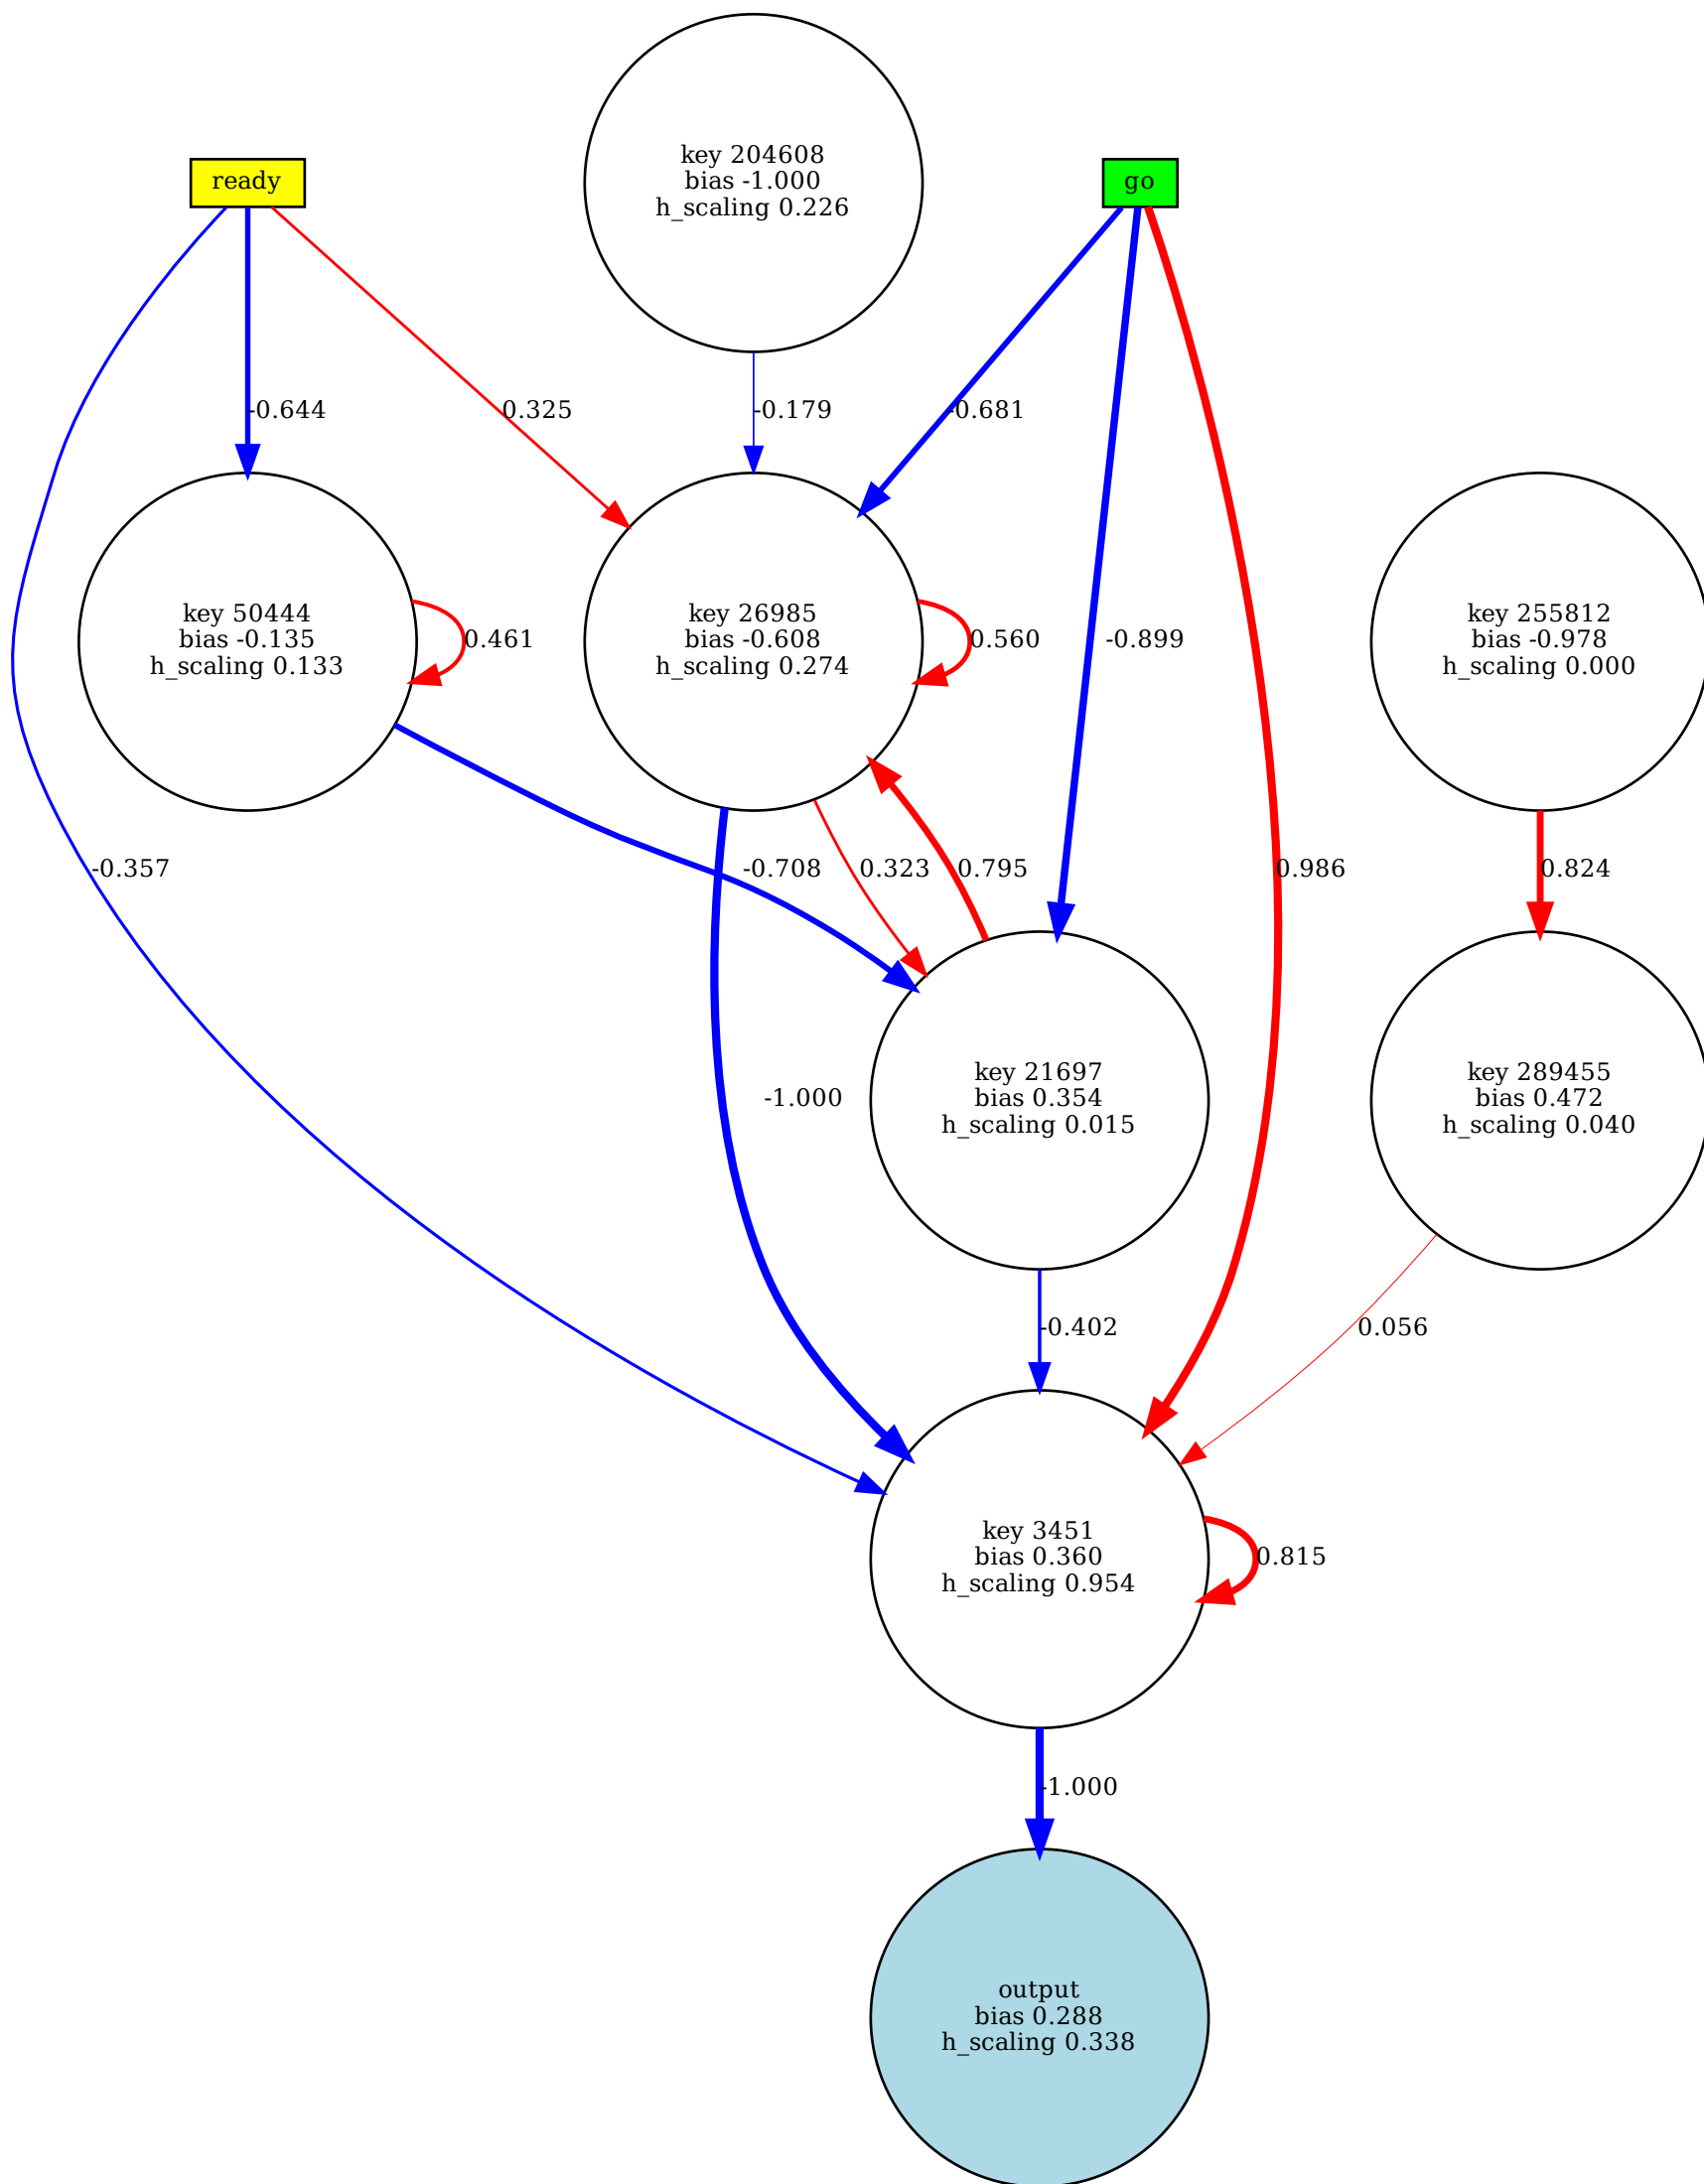 key 204608
bias -1.000
h_scaling 0.226
ready
go
-0.644
0.325
-0.179
-0.681
key 50444
bias -0.135
h_scaling 0.133
0.461
key 26985
bias -0.608
h_scaling 0.274
0.560
-0.899
key 255812
bias -0.978
h_scaling 0.000
-0.357
-0.708
0.323
0.795
0.986
0.824
-1.000
key 21697
bias 0.354
h_scaling 0.015
key 289455
bias 0.472
h_scaling 0.040
-0.402
0.056
key 3451
bias 0.360
h_scaling 0.954
0.815
-1.000
output
bias 0.288
h_scaling 0.338